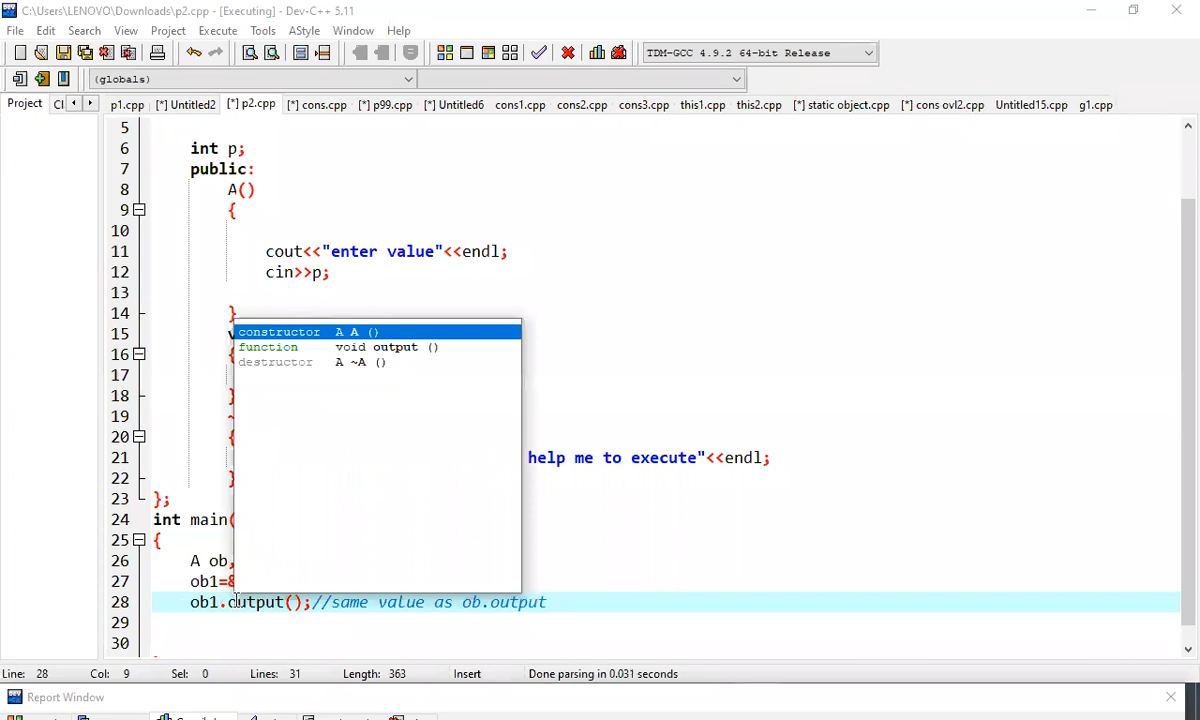 C:\Users\LENOVO\Downloads\p2.cpp - [Executing] - Dev-C++ 5.11
File Edit Search View Project Execute Tools AStyle Window Help
TDM-GCC 4.9.2 64-bit Release
(globals)
Project Cl p1.cpp [*] Untitled2 [*] p2.cpp [*] cons.cpp [*] p99.cpp [*] Untitled6 cons1.cpp cons2.cpp cons3.cpp this1.cpp this2.cpp [*] static object.cpp [*] cons ovl2.cpp Untitled15.cpp g1.cpp
5
6 int p;
7 public:
8 A()
9 {
10
11 cout<<"enter value"<<endl;
12 cin>>p;
13
14 }
15
16 {
17
18 }
19 ~
20 {
21 help me to execute"<<endl;
22 }
23 };
24 int main(
25 {
26 A ob,
27 ob1=&
28 ob1.output();//same value as ob.output
29
30
constructor A A ()
function void output ()
destructor A ~A ()
Line: 28 Col: 9 Sel: 0 Lines: 31 Length: 363 Insert Done parsing in 0.031 seconds
Report Window